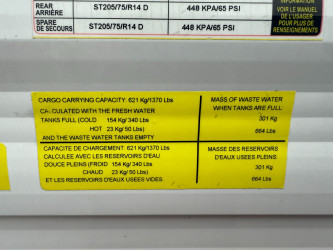 REAR ST205/75/R14 D 448 KPA/65 PSI
ARRIÈRE
SPARE ST205/75/R14 D 448 KPA/65 PSI
DE SECOURS
INFORMATION
VOIR LE MANUEL
DE L'USAGER
POUR PLUS DE
RENSEIGNEMENTS
CARGO CARRYING CAPACITY: 621 Kg/1370 Lbs
CALCULATED WITH THE FRESH WATER
TANKS FULL (COLD 154 Kg/340 Lbs
HOT 23 Kg/50 Lbs)
AND THE WASTE WATER TANKS EMPTY
MASS OF WASTE WATER
WHEN TANKS ARE FULL:
301 Kg
664 Lbs
CAPACITE DE CHARGEMENT: 621 Kg/1370 Lbs
CALCULEE AVEC LES RESERVOIRS D'EAU
DOUCE PLEINS (FROID 154 Kg/340 Lbs
CHAUD 23 Kg/50 Lbs)
ET LES RESERVOIRS D'EAU USEES VIDES.
MASSE DES RESERVOIRS
D'EAUX USEES PLEINS:
301 Kg
664 Lbs